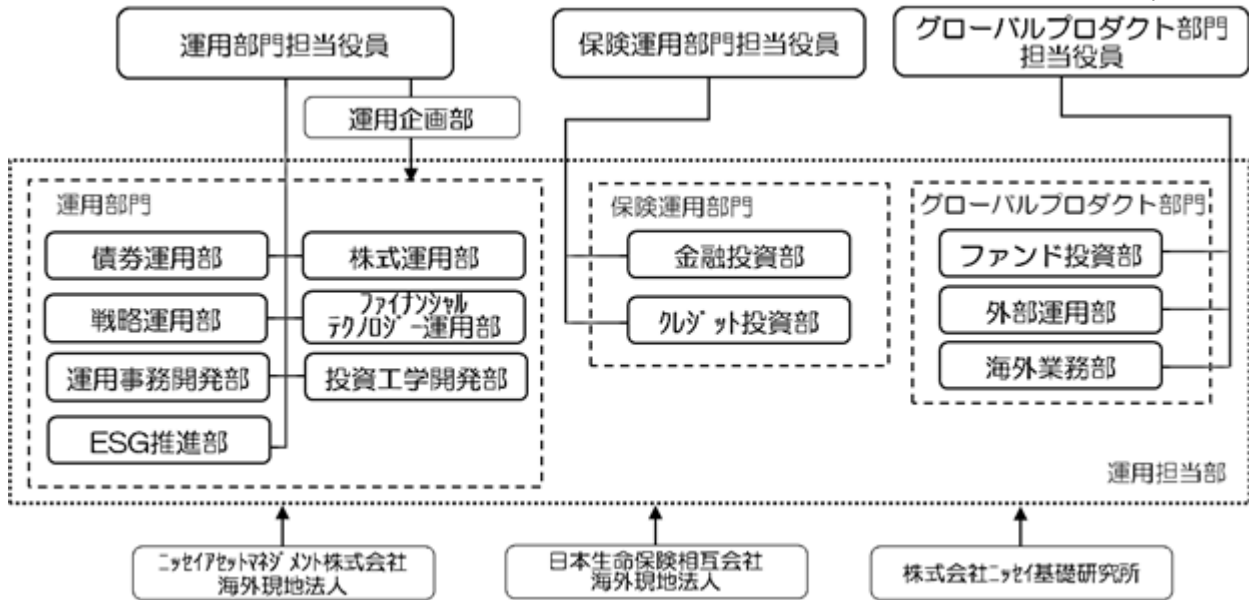 運用部門担当役員
保険運用部門担当役員
グローバルプロダクト部門
担当役員
運用企画部
運用部門
債券運用部
株式運用部
戦略運用部
ファイナンシャル
テクノロジー運用部
運用事務開発部
投資工学開発部
ESG推進部
保険運用部門
金融投資部
クレジット投資部
グローバルプロダクト部門
ファンド投資部
外部運用部
海外業務部
運用担当部
ニッセイアセットマネジメント株式会社
海外現地法人
日本生命保険相互会社
海外現地法人
株式会社ニッセイ基礎研究所